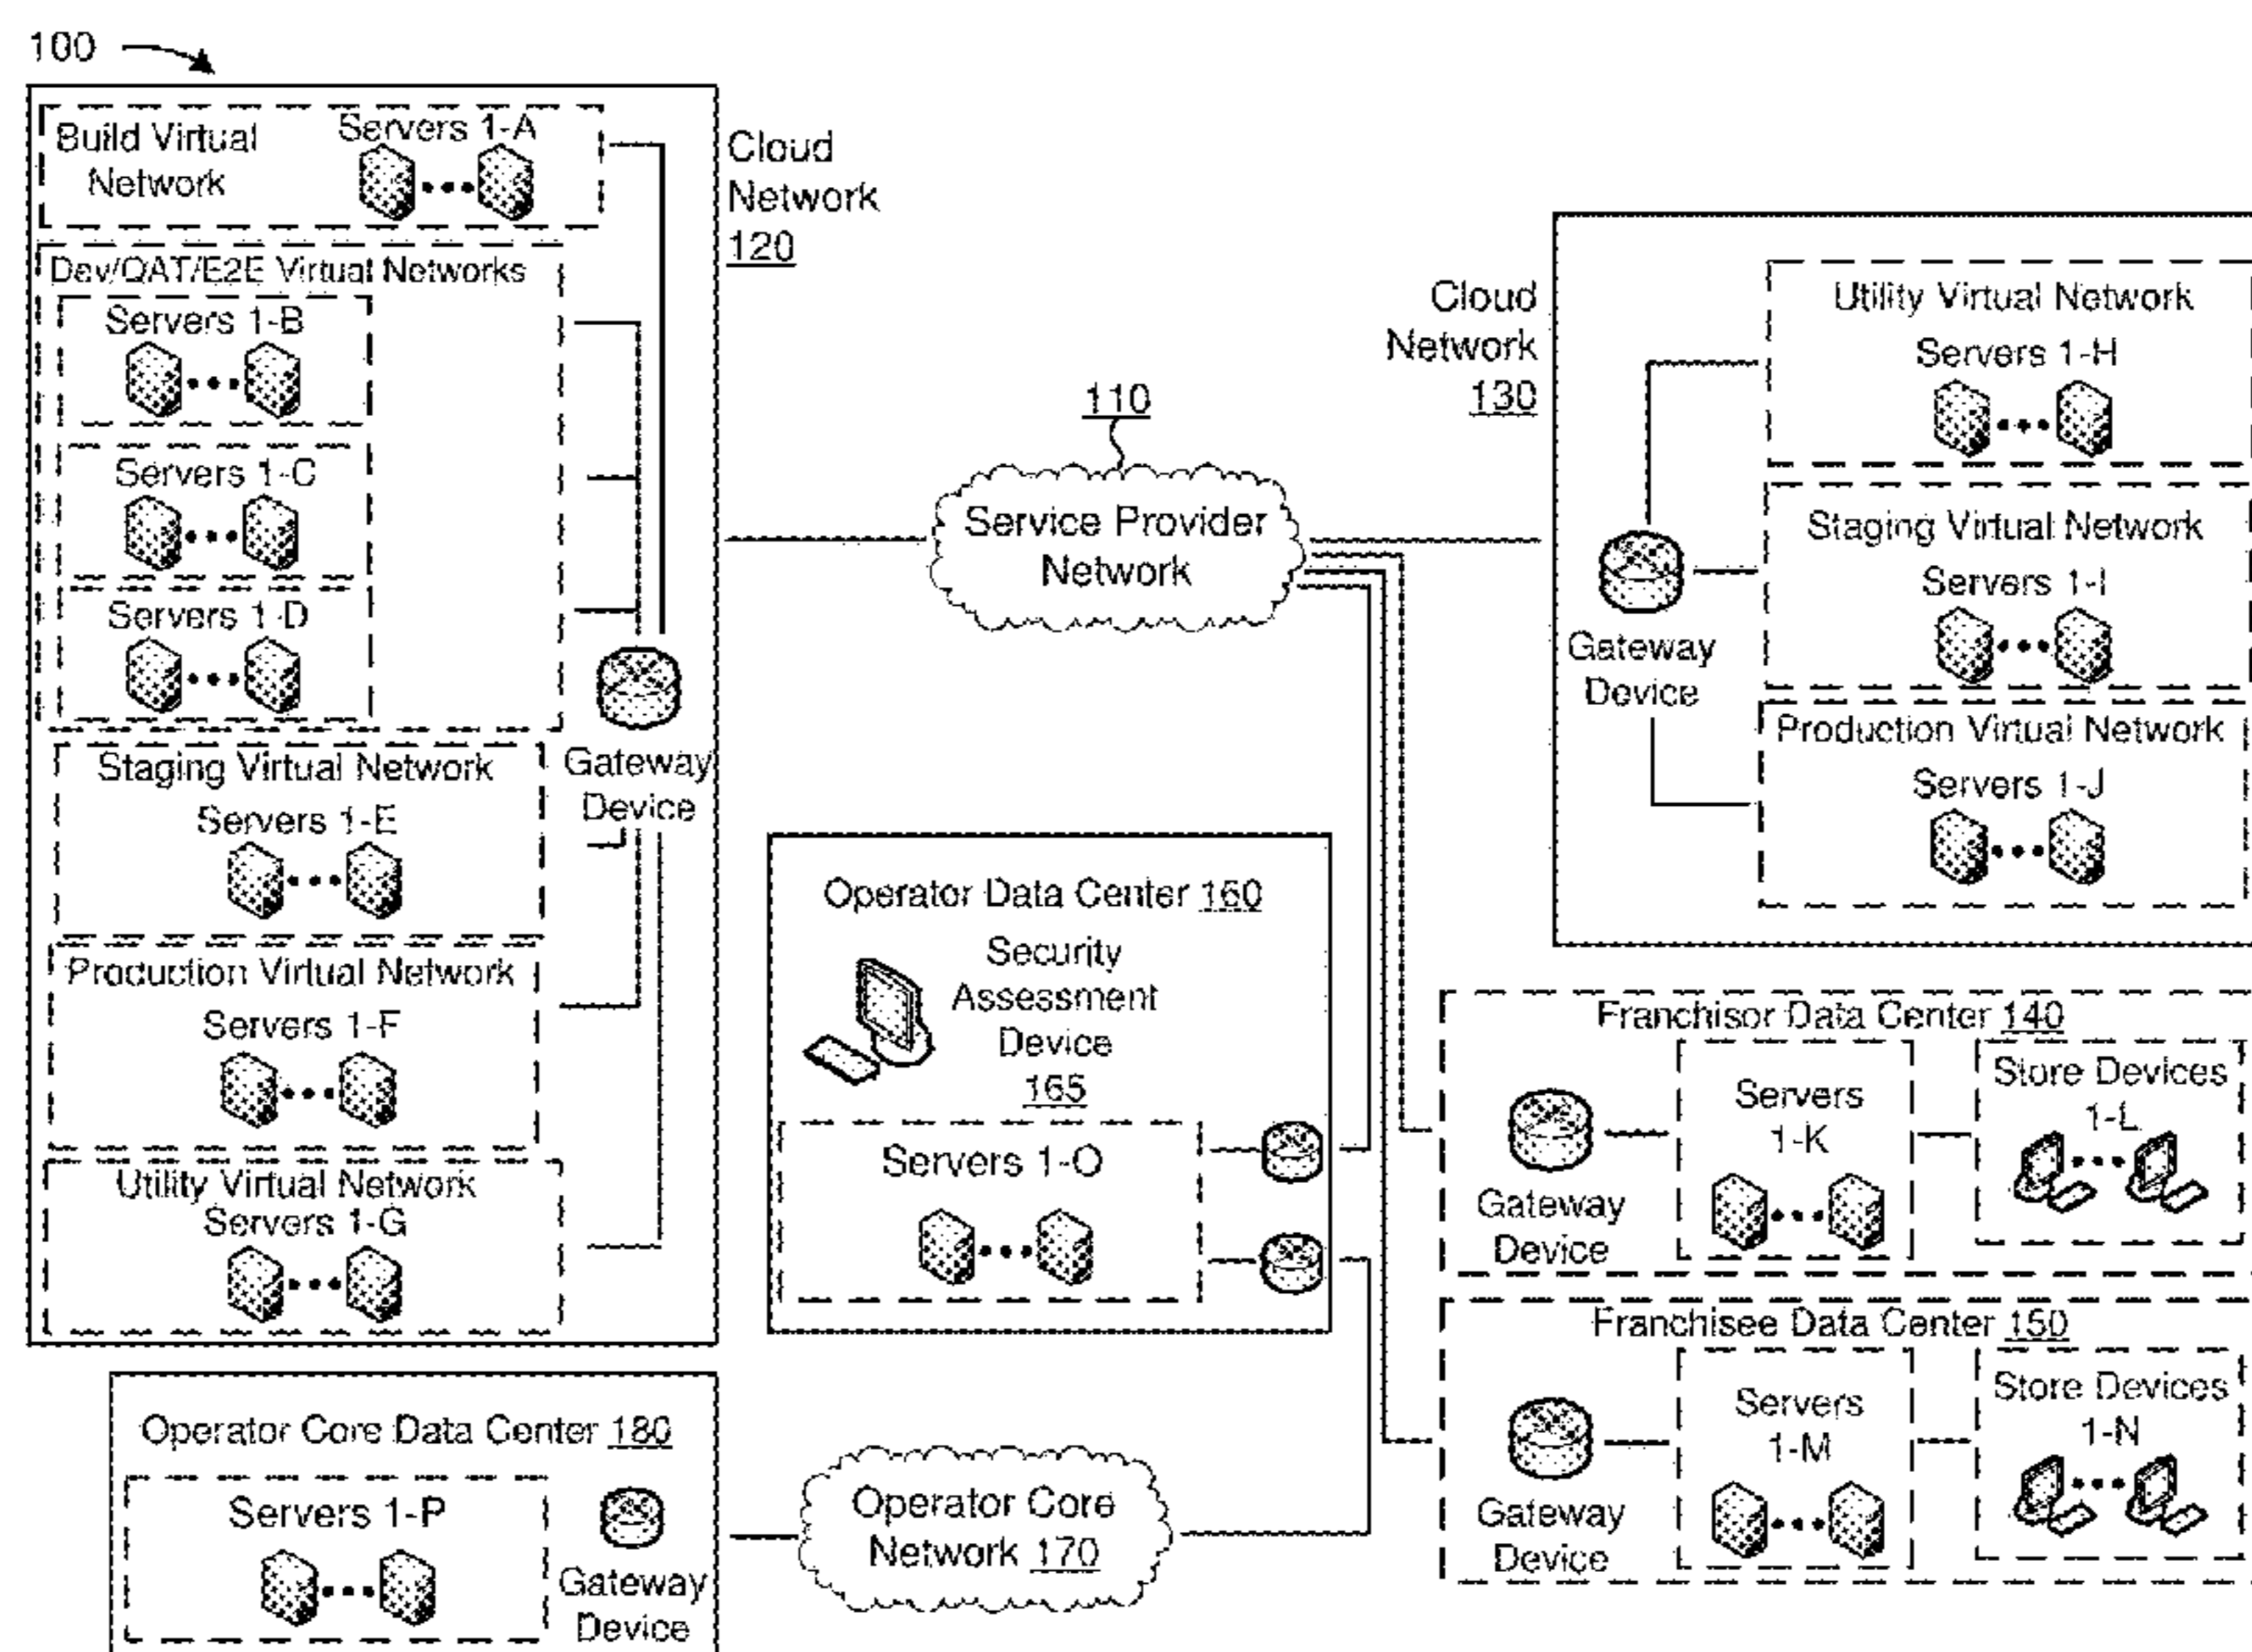 100
Build Virtual
Network
Servers 1-A
Cloud
Network
120
Dev/QAT/E2E Virtual Networks
Servers 1-B
Servers 1-C
Servers 1-D
Gateway
Device
Staging Virtual Network
Servers 1-E
Production Virtual Network
Servers 1-F
Utility Virtual Network
Servers 1-G
110
Service Provider
Network
Cloud
Network
130
Utility Virtual Network
Servers 1-H
Staging Virtual Network
Servers 1-I
Gateway
Device
Production Virtual Network
Servers 1-J
Operator Data Center 160
Security
Assessment
Device
165
Servers 1-O
Franchisor Data Center 140
Gateway
Device
Servers
1-K
Store Devices
1-L
Franchisee Data Center 150
Gateway
Device
Servers
1-M
Store Devices
1-N
Operator Core Data Center 180
Servers 1-P
Gateway
Device
Operator Core
Network 170